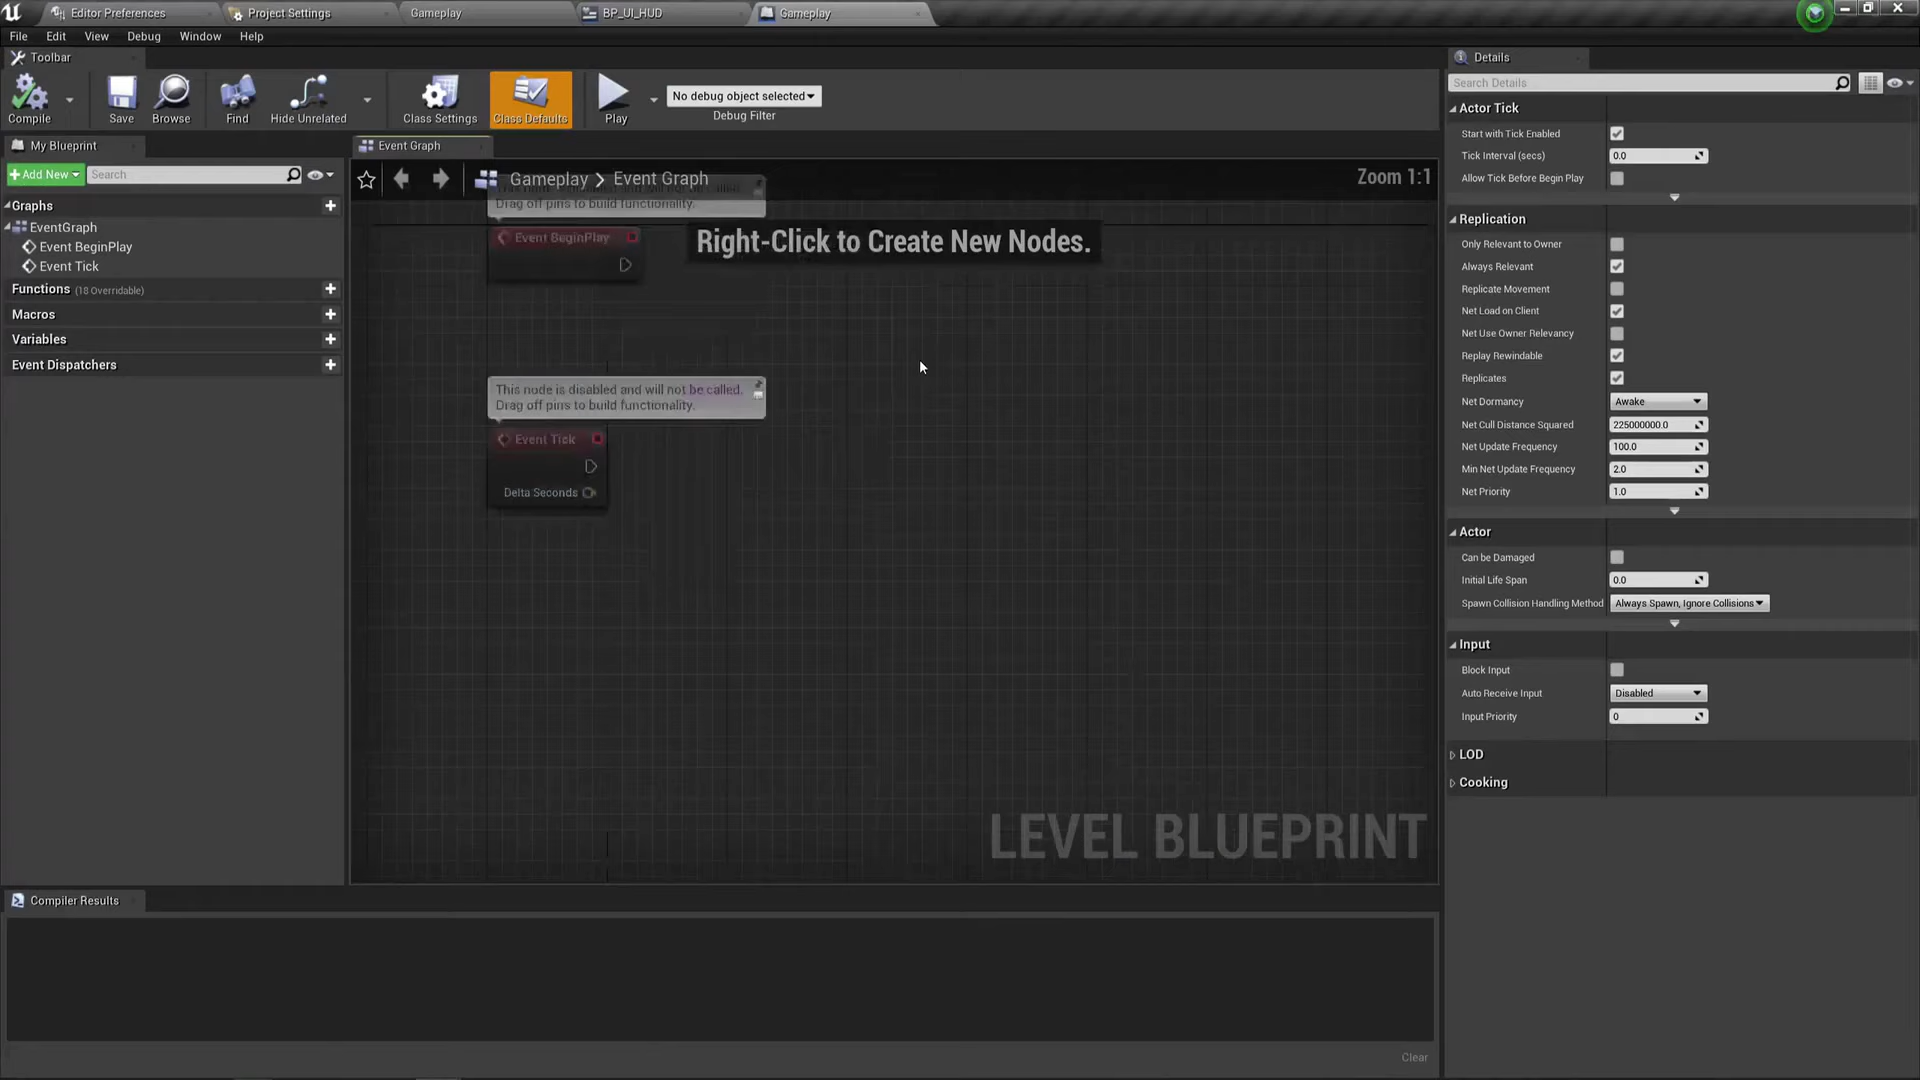 Editor Preferences
Project Settings
Gameplay
BP_UI_HUD
Gameplay
File Edit View Debug Window Help
Toolbar
Compile
Save
Browse
Find
Hide Unrelated
Class Settings
Class Defaults
Play
No debug object selected
Debug Filter
My Blueprint
Add New
Search
Graphs
EventGraph
Event BeginPlay
Event Tick
Functions (18 Overridable)
Macros
Variables
Event Dispatchers
Event Graph
Gameplay > Event Graph
Zoom 1:1
Drag off pins to build functionality.
Event BeginPlay
Right-Click to Create New Nodes.
This node is disabled and will not be called.
Drag off pins to build functionality.
Event Tick
Delta Seconds
LEVEL BLUEPRINT
Compiler Results
Clear
Details
Search Details
Actor Tick
Start with Tick Enabled
Tick Interval (secs) 0.0
Allow Tick Before Begin Play
Replication
Only Relevant to Owner
Always Relevant
Replicate Movement
Net Load on Client
Net Use Owner Relevancy
Replay Rewindable
Replicates
Net Dormancy Awake
Net Cull Distance Squared 225000000.0
Net Update Frequency 100.0
Min Net Update Frequency 2.0
Net Priority 1.0
Actor
Can be Damaged
Initial Life Span 0.0
Spawn Collision Handling Method Always Spawn, Ignore Collisions
Input
Block Input
Auto Receive Input Disabled
Input Priority 0
LOD
Cooking